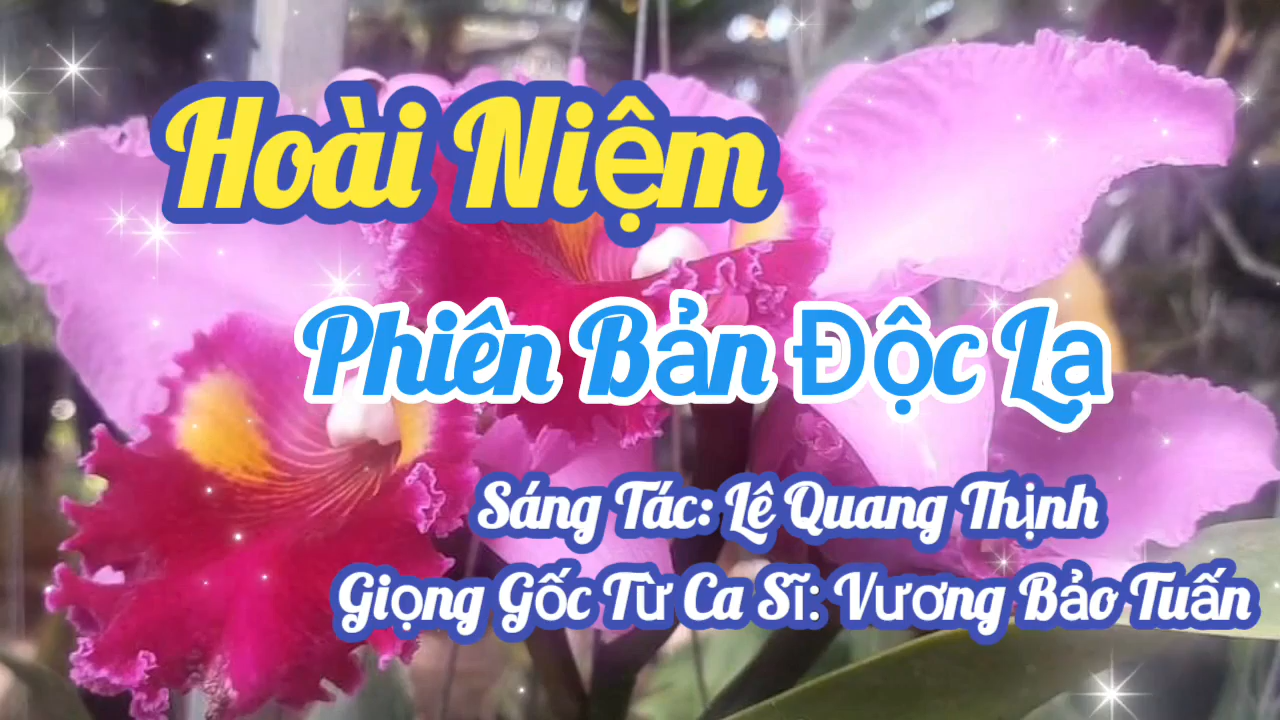 Hoài Niệm
Phiên Bản Độc Lạ
Sáng Tác: Lê Quang Thịnh
Giọng Gốc Từ Ca Sĩ: Vương Bảo Tuấn